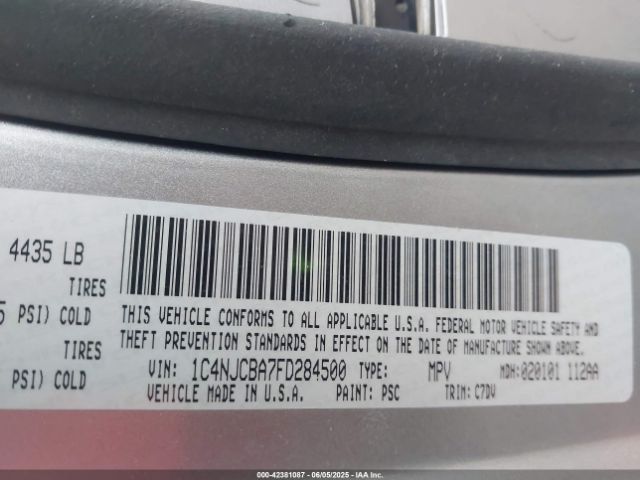 4435 LB
TIRES
PSI) COLD
TIRES
PSI) COLD
THIS VEHICLE CONFORMS TO ALL APPLICABLE U.S.A. FEDERAL MOTOR VEHICLE SAFETY AND
THEFT PREVENTION STANDARDS IN EFFECT ON THE DATE OF MANUFACTURE SHOWN ABOVE.
VIN: 1C4NJCBA7FD284500 TYPE: MPV MDH:020101 112AA
VEHICLE MADE IN U.S.A. PAINT: PSC TRIM: C7DV
000-42381087 - 06/05/2025 - IAA Inc.